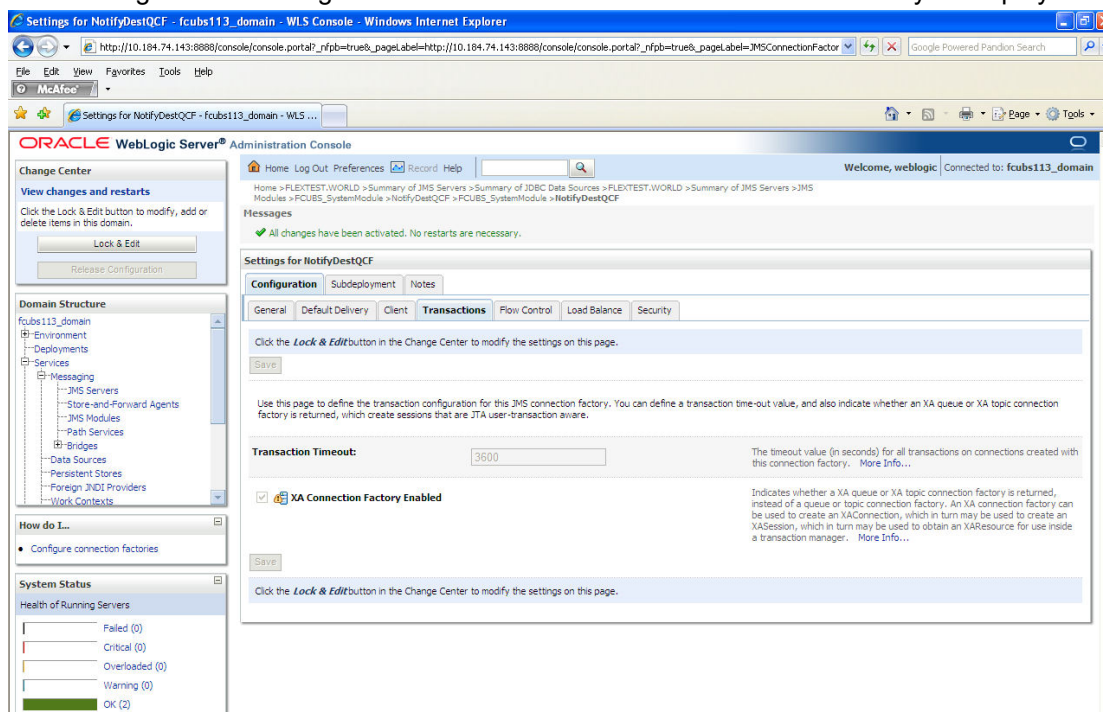 Settings for NotifyDestQCF - fcubs113_domain - WLS Console - Windows Internet Explorer
http://10.184.74.143:8888/console/console.portal?_nfpb=true&_pageLabel=http://10.184.74.143:8888/console/console.portal?_nfpb=true&_pageLabel=JMSConnectionFactor
Google Powered Pandion Search
File Edit View Favorites Tools Help
McAfee
Settings for NotifyDestQCF - fcubs113_domain - WLS ...
Page Tools
ORACLE WebLogic Server® Administration Console
Change Center
View changes and restarts
Click the Lock & Edit button to modify, add or
delete items in this domain.
Lock & Edit
Release Configuration
Domain Structure
fcubs113_domain
Environment
Deployments
Services
Messaging
JMS Servers
Store-and-Forward Agents
JMS Modules
Path Services
Bridges
Data Sources
Persistent Stores
Foreign JNDI Providers
Work Contexts
How do I...
Configure connection factories
System Status
Health of Running Servers
Failed (0)
Critical (0)
Overloaded (0)
Warning (0)
OK (2)
Home Log Out Preferences Record Help
Welcome, weblogic Connected to: fcubs113_domain
Home >FLEXTEST.WORLD >Summary of JMS Servers >Summary of JDBC Data Sources >FLEXTEST.WORLD >Summary of JMS Servers >JMS
Modules >FCUBS_SystemModule >NotifyDestQCF >FCUBS_SystemModule >NotifyDestQCF
Messages
All changes have been activated. No restarts are necessary.
Settings for NotifyDestQCF
Configuration Subdeployment Notes
General Default Delivery Client Transactions Flow Control Load Balance Security
Click the Lock & Edit button in the Change Center to modify the settings on this page.
Save
Use this page to define the transaction configuration for this JMS connection factory. You can define a transaction time-out value, and also indicate whether an XA queue or XA topic connection
factory is returned, which create sessions that are JTA user-transaction aware.
Transaction Timeout:
3600
The timeout value (in seconds) for all transactions on connections created with
this connection factory. More Info...
XA Connection Factory Enabled
Indicates whether a XA queue or XA topic connection factory is returned,
instead of a queue or topic connection factory. An XA connection factory can
be used to create an XAConnection, which in turn may be used to create an
XASession, which in turn may be used to obtain an XAResource for use inside
a transaction manager. More Info...
Save
Click the Lock & Edit button in the Change Center to modify the settings on this page.